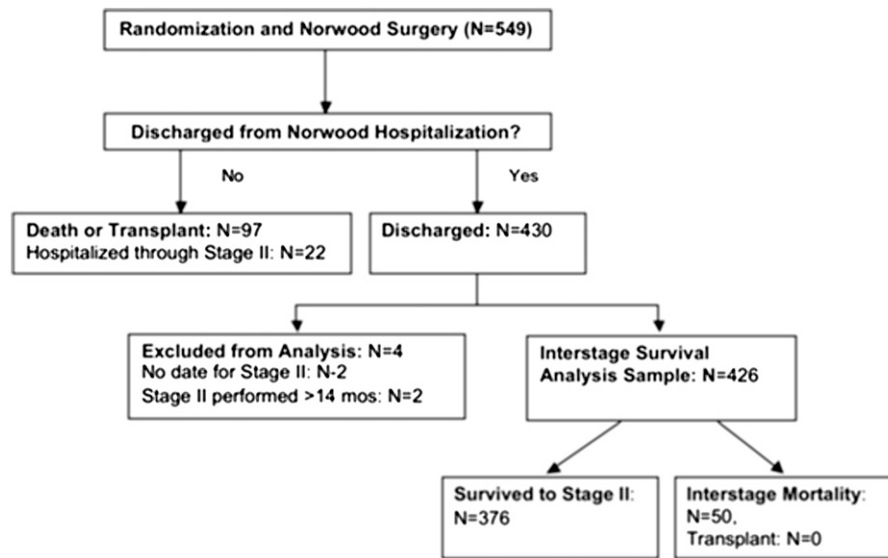 Randomization and Norwood Surgery (N=549)
Discharged from Norwood Hospitalization?
No
Yes
Death or Transplant: N=97
Hospitalized through Stage II: N=22
Discharged: N=430
Excluded from Analysis: N=4
No date for Stage II: N-2
Stage II performed >14 mos: N=2
Interstage Survival
Analysis Sample: N=426
Survived to Stage II:
N=376
Interstage Mortality:
N=50,
Transplant: N=0